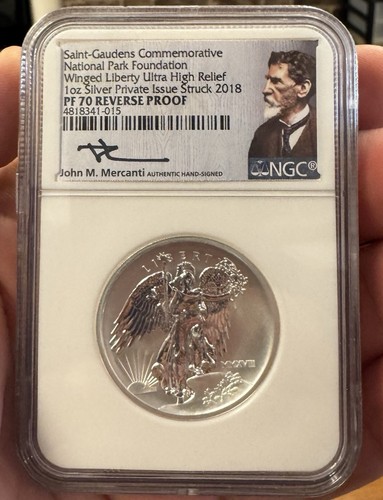 Saint-Gaudens Commemorative
National Park Foundation
Winged Liberty Ultra High Relief
1oz Silver Private Issue Struck 2018
PF 70 REVERSE PROOF
4818341-015
John M. Mercanti AUTHENTIC HAND-SIGNED
NGC®
LIBERTY